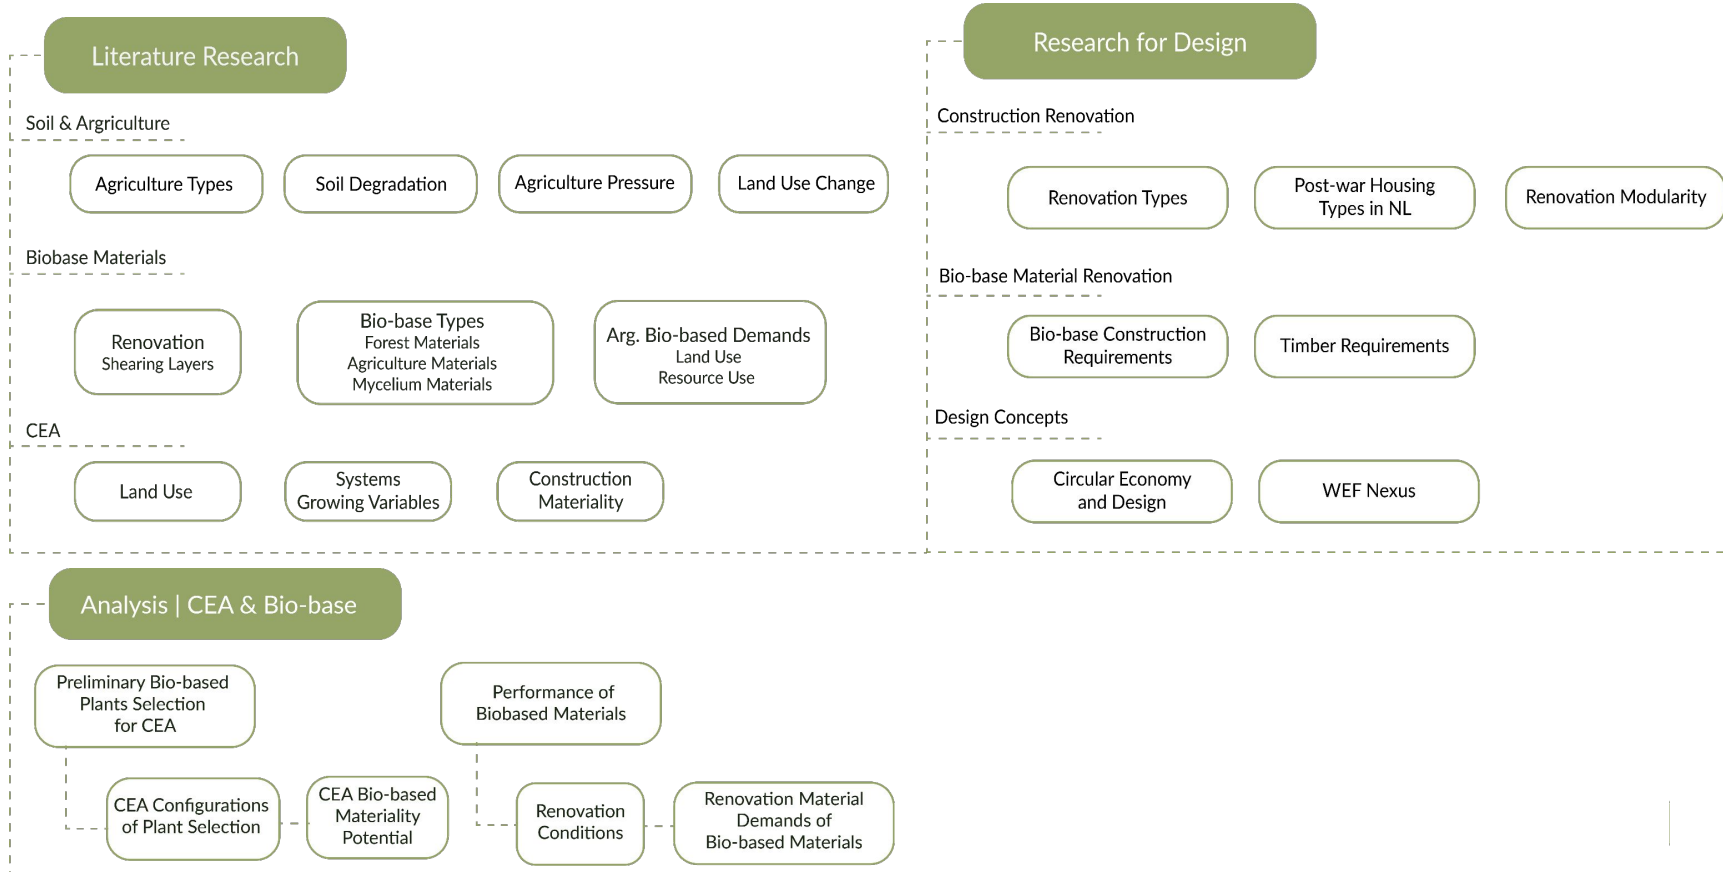 Literature Research
Soil & Argriculture
Agriculture Types
Soil Degradation
Agriculture Pressure
Land Use Change
Biobase Materials
Renovation
Shearing Layers
Bio-base Types
Forest Materials
Agriculture Materials
Mycelium Materials
Arg. Bio-based Demands
Land Use
Resource Use
CEA
Land Use
Systems
Growing Variables
Construction
Materiality
Research for Design
Construction Renovation
Renovation Types
Post-war Housing
Types in NL
Renovation Modularity
Bio-base Material Renovation
Bio-base Construction
Requirements
Timber Requirements
Design Concepts
Circular Economy
and Design
WEF Nexus
Analysis | CEA & Bio-base
Preliminary Bio-based
Plants Selection
for CEA
CEA Configurations
of Plant Selection
CEA Bio-based
Materiality
Potential
Performance of
Biobased Materials
Renovation
Conditions
Renovation Material
Demands of
Bio-based Materials